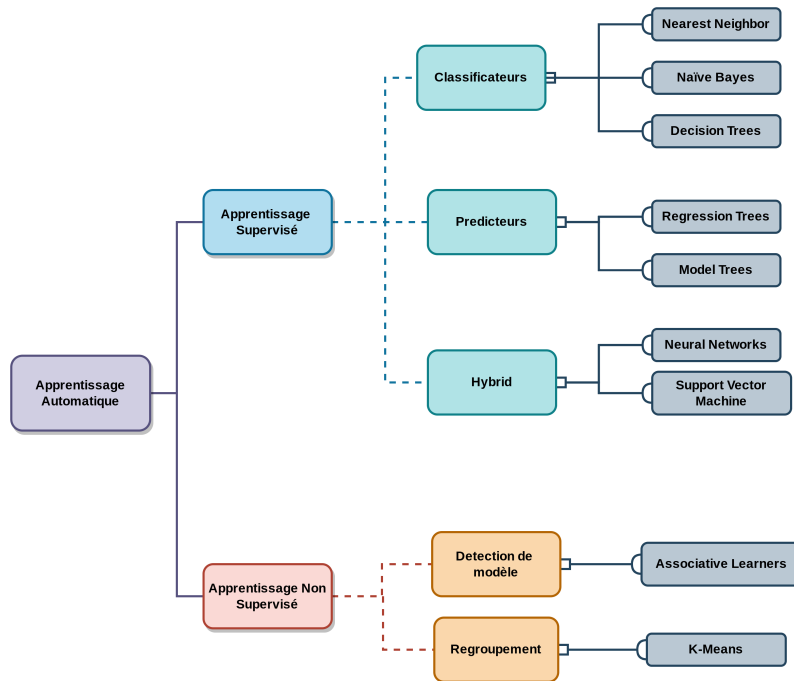 Nearest Neighbor
Classificateurs
Naïve Bayes
Decision Trees
Apprentissage
Supervisé
Predicteurs
Regression Trees
Model Trees
Apprentissage
Automatique
Hybrid
Neural Networks
Support Vector
Machine
Apprentissage Non
Supervisé
Detection de
modèle
Associative Learners
Regroupement
K-Means